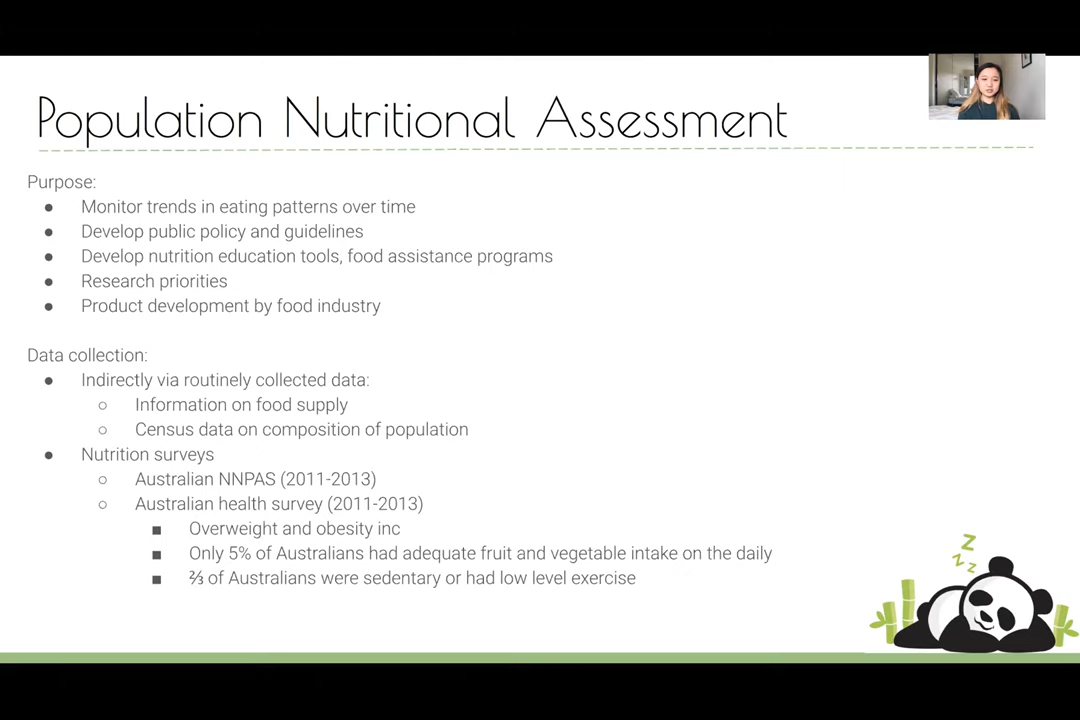 Population Nutritional Assessment
Purpose:
● Monitor trends in eating patterns over time
● Develop public policy and guidelines
● Develop nutrition education tools, food assistance programs
● Research priorities
● Product development by food industry
Data collection:
● Indirectly via routinely collected data:
○ Information on food supply
○ Census data on composition of population
● Nutrition surveys
○ Australian NNPAS (2011-2013)
○ Australian health survey (2011-2013)
■ Overweight and obesity inc
■ Only 5% of Australians had adequate fruit and vegetable intake on the daily
■ ⅔ of Australians were sedentary or had low level exercise
Z
Z
Z